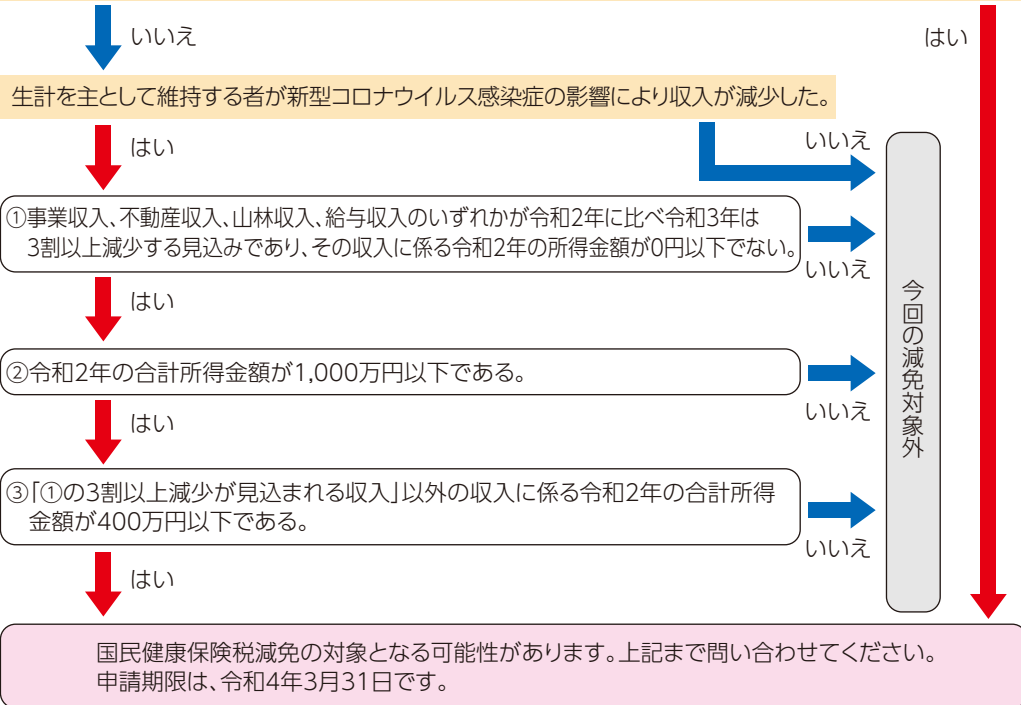 いいえ
はい
生計を主として維持する者が新型コロナウイルス感染症の影響により収入が減少した。
はい
いいえ
①事業収入、不動産収入、山林収入、給与収入のいずれかが令和2年に比べ令和3年は
3割以上減少する見込みであり、その収入に係る令和2年の所得金額が0円以下でない。
いいえ
はい
今回の減免対象外
②令和2年の合計所得金額が1,000万円以下である。
いいえ
はい
③「①の3割以上減少が見込まれる収入」以外の収入に係る令和2年の合計所得
金額が400万円以下である。
いいえ
はい
国民健康保険税減免の対象となる可能性があります。上記まで問い合わせてください。
申請期限は、令和4年3月31日です。